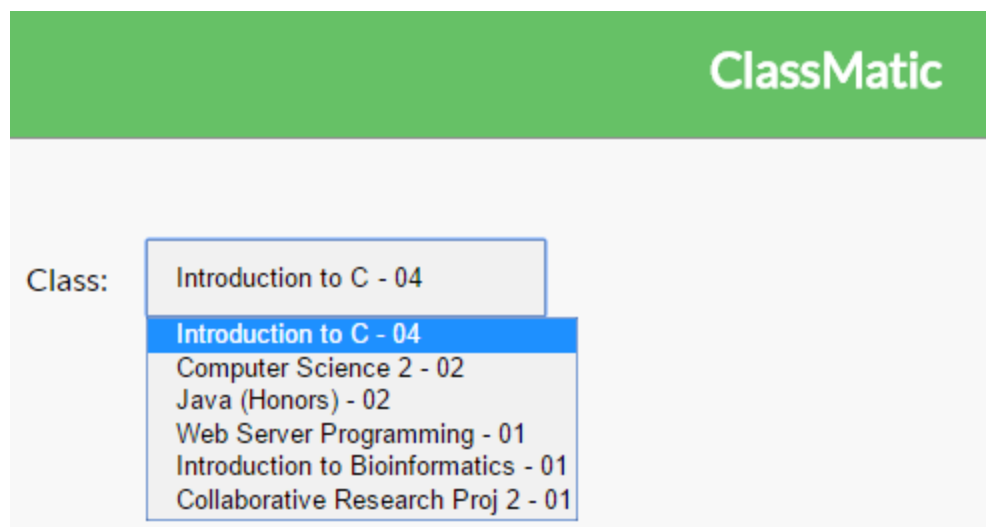 ClassMatic
Class:
Introduction to C - 04
Introduction to C - 04
Computer Science 2 - 02
Java (Honors) - 02
Web Server Programming - 01
Introduction to Bioinformatics - 01
Collaborative Research Proj 2 - 01